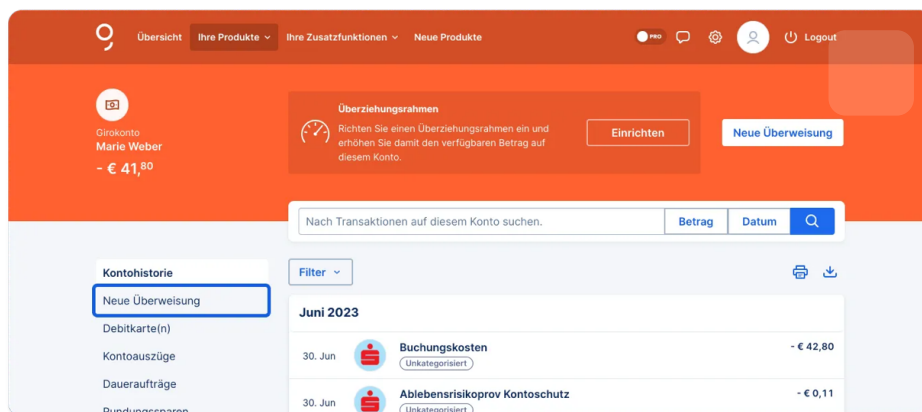 Übersicht Ihre Produkte Ihre Zusatzfunktionen Neue Produkte PRO Logout
Girokonto
Marie Weber
- € 41,80
Überziehungsrahmen
Richten Sie einen Überziehungsrahmen ein und
erhöhen Sie damit den verfügbaren Betrag auf
diesem Konto.
Einrichten
Neue Überweisung
Nach Transaktionen auf diesem Konto suchen. Betrag Datum
Kontohistorie
Neue Überweisung
Debitkarte(n)
Kontoauszüge
Daueraufträge
Rundungssparen
Filter
Juni 2023
30. Jun Buchungskosten - € 42,80
Unkategorisiert
30. Jun Ablebensrisikoprov Kontoschutz - € 0,11
Unkategorisiert